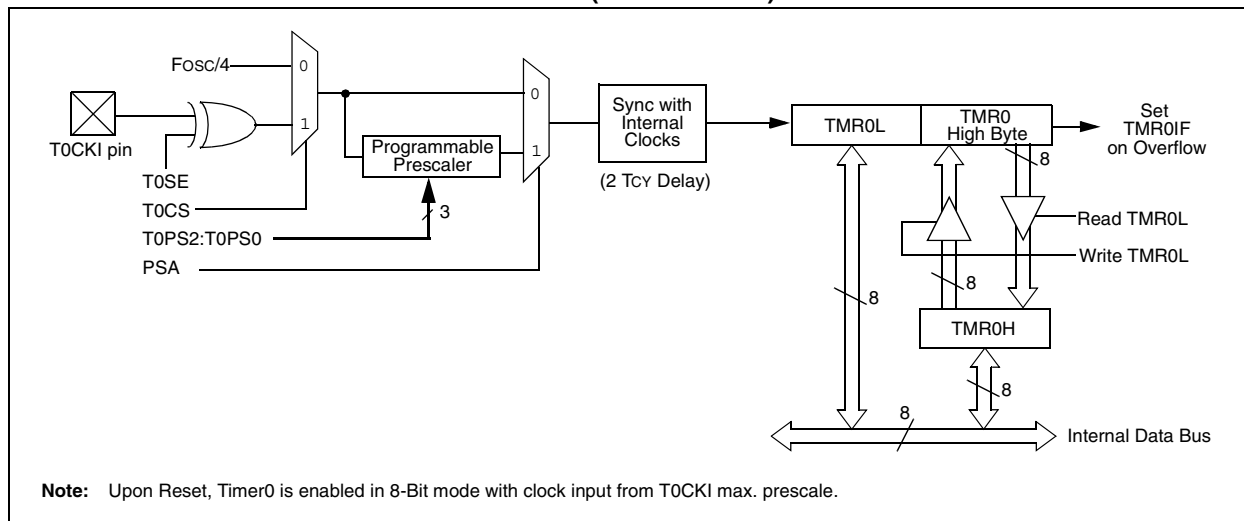 FOSC/4
0
1
T0CKI pin
T0SE
T0CS
T0PS2:T0PS0
PSA
Programmable
Prescaler
3
0
1
Sync with
Internal
Clocks
(2 TCY Delay)
TMR0L
TMR0
High Byte
Set
TMR0IF
on Overflow
8
Read TMR0L
Write TMR0L
8
8
TMR0H
8
8
Internal Data Bus
Note: Upon Reset, Timer0 is enabled in 8-Bit mode with clock input from T0CKI max. prescale.